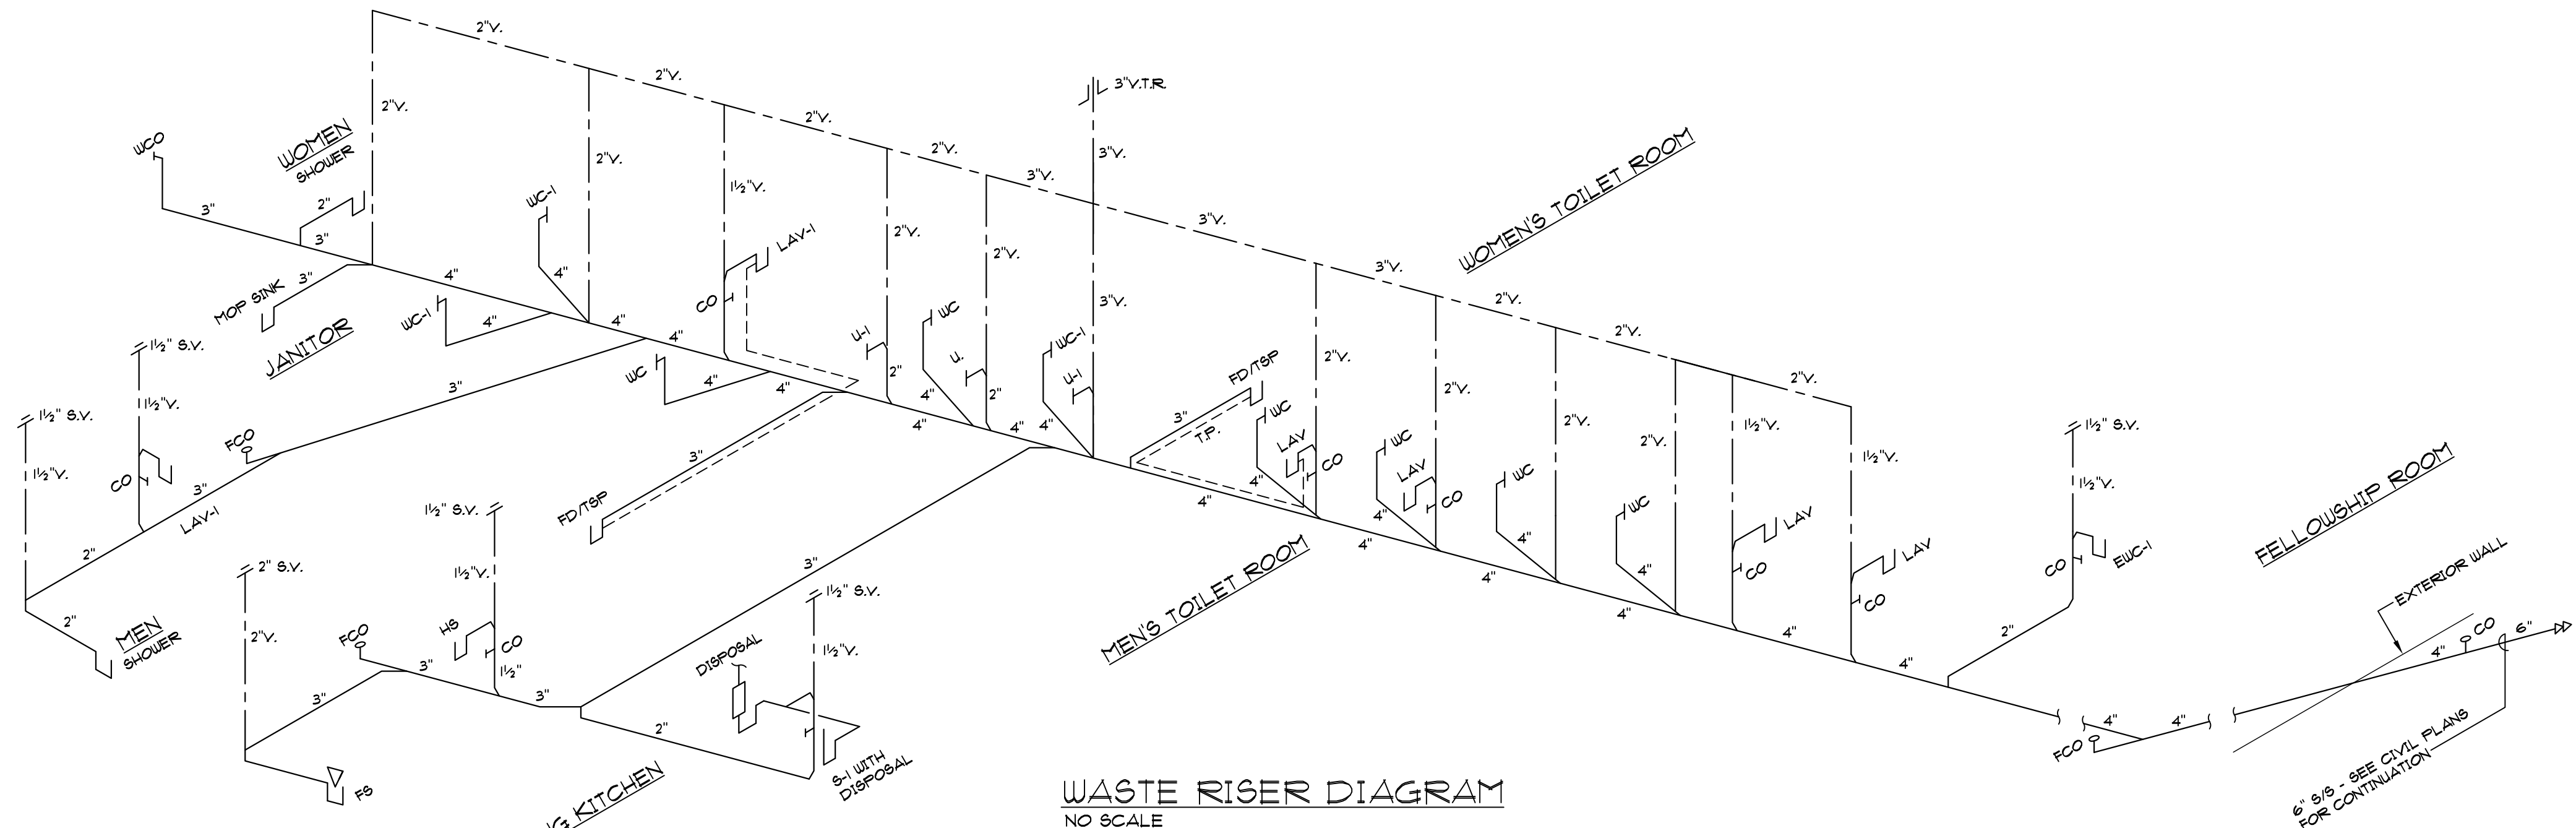 2"V.
2"V.
2"V.
2"V.
2"V.
3"V.
3"V.T.R.
3"V.
3"V.
3"V.
2"V.
2"V.
2"V.
2"V.
2"V.
1½"V.
2"V.
2"V.
3"V.
2"V.
2"V.
2"V.
2"V.
1½"V.
1½"V.
WCO
WOMEN
SHOWER
2"
3"
3"
3"
MOP SINK
JANITOR
4"
WC-1
4"
WC-1
4"
4"
4"
LAV-1
CO
WC
4"
4"
U-1
2"
WC
4"
4"
U.
2"
4"
WC-1
4"
U-1
FD/TSP
3"
T.P.
WC
LAV
CO
4"
4"
WC
LAV
CO
4"
4"
WC
4"
4"
WC
4"
4"
LAV
CO
4"
LAV
CO
4"
WOMEN'S TOILET ROOM
MEN'S TOILET ROOM
1½" S.V.
1½"V.
1½" S.V.
1½"V.
CO
FCO
3"
3"
LAV-1
2"
2"
MEN
SHOWER
FD/TSP
3"
2" S.V.
2"V.
FCO
3"
3"
FS
1½" S.V.
1½"V.
HS
CO
1½"
3"
3"
2"
DISPOSAL
1½" S.V.
1½"V.
S-1 WITH
DISPOSAL
G KITCHEN
1½" S.V.
1½"V.
CO
EWC-1
2"
FELLOWSHIP ROOM
EXTERIOR WALL
4"
FCO
4"
4"
CO
6"
6" S/S - SEE CIVIL PLANS
FOR CONTINUATION
WASTE RISER DIAGRAM
NO SCALE